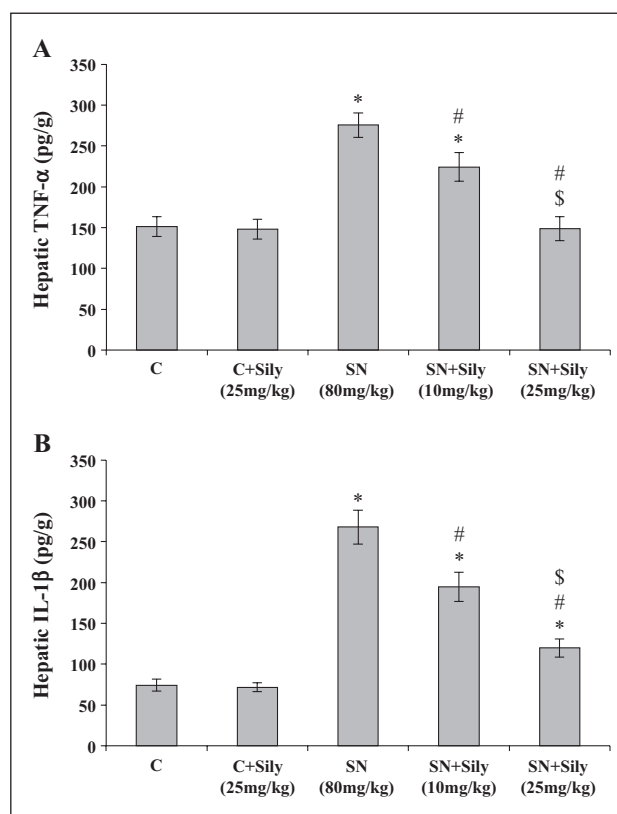 A
Hepatic TNF-α (pg/g)
350
300
250
200
150
100
50
0
*
#
*
#
$
C
C+Sily
(25mg/kg)
SN
(80mg/kg)
SN+Sily
(10mg/kg)
SN+Sily
(25mg/kg)
B
Hepatic IL-1β (pg/g)
350
300
250
200
150
100
50
0
*
#
*
$
#
*
C
C+Sily
(25mg/kg)
SN
(80mg/kg)
SN+Sily
(10mg/kg)
SN+Sily
(25mg/kg)